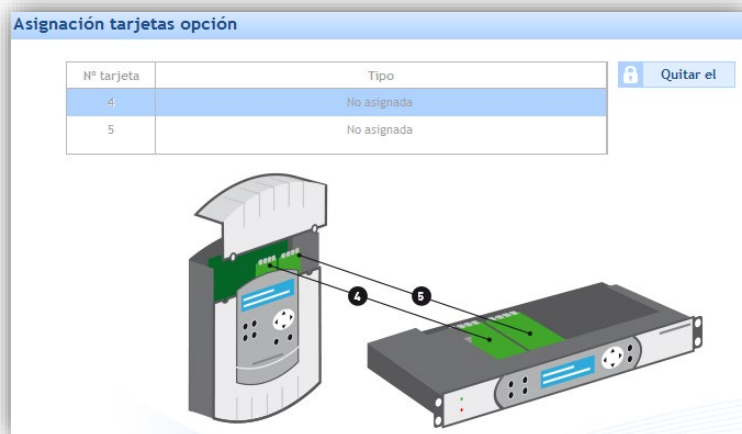 Asignación tarjetas opción
Nº tarjeta Tipo
Quitar el
4 No asignada
5 No asignada
4 5